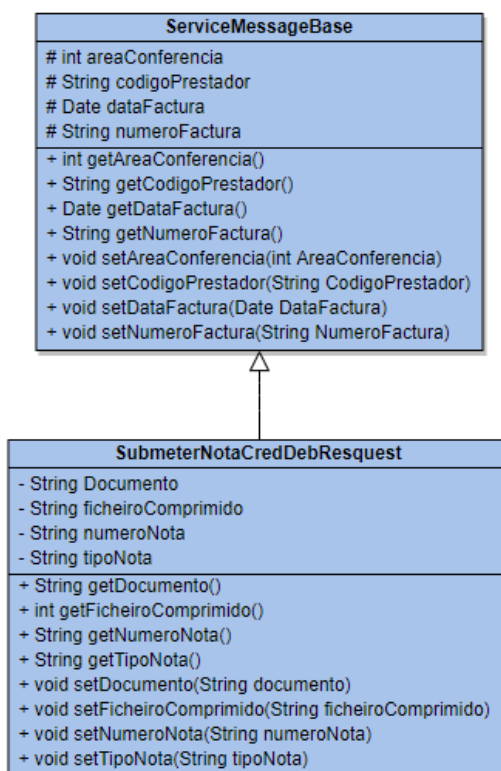 ServiceMessageBase
# int areaConferencia
# String codigoPrestador
# Date dataFactura
# String numeroFactura
+ int getAreaConferencia()
+ String getCodigoPrestador()
+ Date getDataFactura()
+ String getNumeroFactura()
+ void setAreaConferencia(int AreaConferencia)
+ void setCodigoPrestador(String CodigoPrestador)
+ void setDataFactura(Date DataFactura)
+ void setNumeroFactura(String NumeroFactura)
SubmeterNotaCredDebResquest
- String Documento
- String ficheiroComprimido
- String numeroNota
- String tipoNota
+ String getDocumento()
+ int getFicheiroComprimido()
+ String getNumeroNota()
+ String getTipoNota()
+ void setDocumento(String documento)
+ void setFicheiroComprimido(String ficheiroComprimido)
+ void setNumeroNota(String numeroNota)
+ void setTipoNota(String tipoNota)